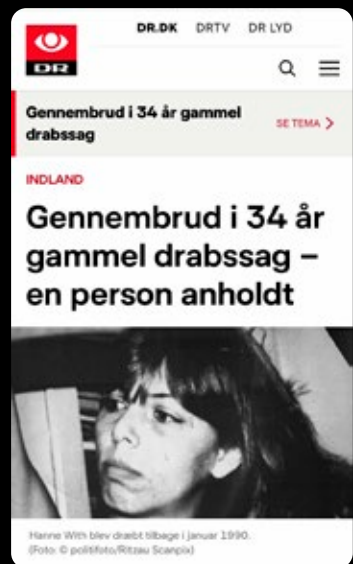 DR.DK DRTV DR LYD
DR
Gennembrud i 34 år gammel
drabssag
SE TEMA
INDLAND
Gennembrud i 34 år
gammel drabssag –
en person anholdt
Hanne With blev dræbt tilbage i januar 1990.
(Foto: © politifoto/Ritzau Scanpix)